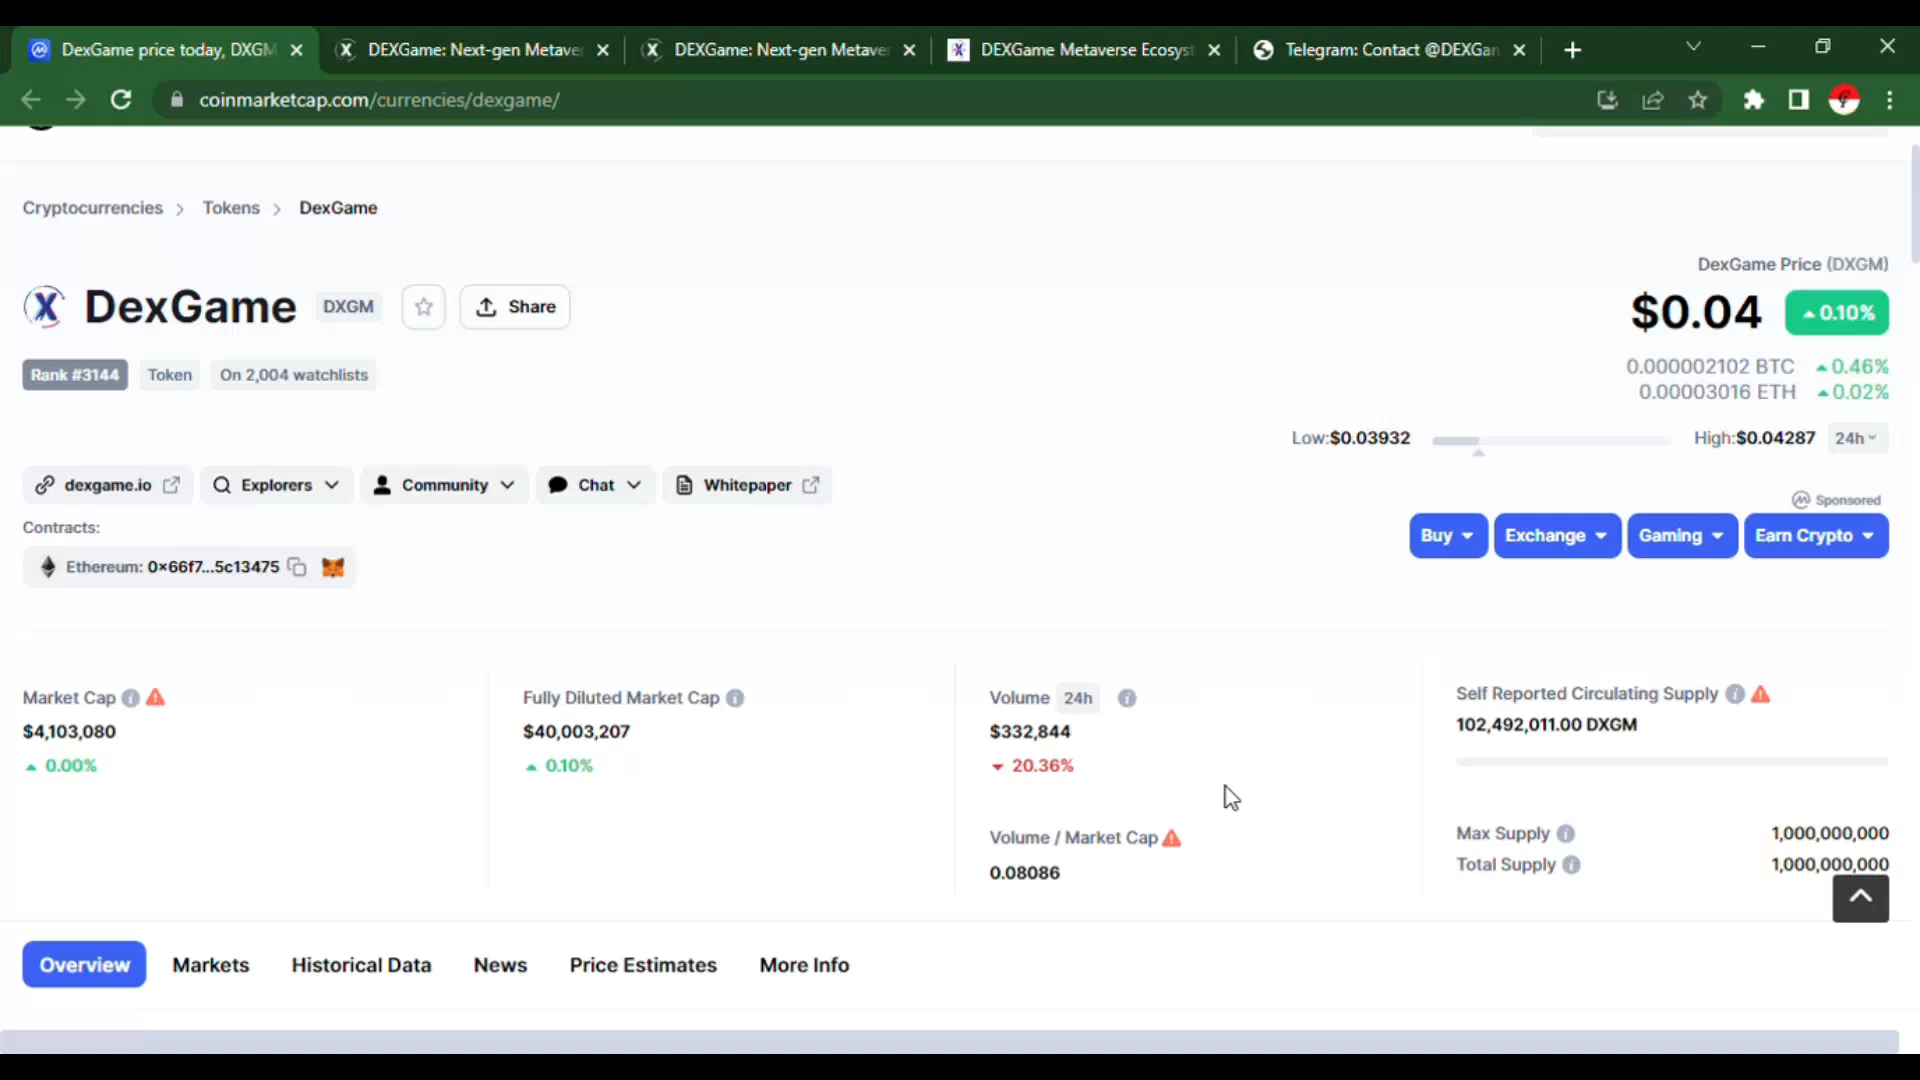 DexGame price today, DXGM
DEXGame: Next-gen Metave
DEXGame: Next-gen Metave
DEXGame Metaverse Ecosyst
Telegram: Contact @DEXGam
coinmarketcap.com/currencies/dexgame/
Cryptocurrencies > Tokens > DexGame
DexGame Price (DXGM)
DexGame DXGM Share
$0.04 0.10%
Rank #3144 Token On 2,004 watchlists
0.000002102 BTC 0.46%
0.00003016 ETH 0.02%
Low:$0.03932 High:$0.04287 24h
dexgame.io Explorers Community Chat Whitepaper
Sponsored
Contracts:
Buy Exchange Gaming Earn Crypto
Ethereum: 0x66f7...5c13475
Market Cap
$4,103,080
0.00%
Fully Diluted Market Cap
$40,003,207
0.10%
Volume 24h
$332,844
20.36%
Volume / Market Cap
0.08086
Self Reported Circulating Supply
102,492,011.00 DXGM
Max Supply 1,000,000,000
Total Supply 1,000,000,000
Overview Markets Historical Data News Price Estimates More Info